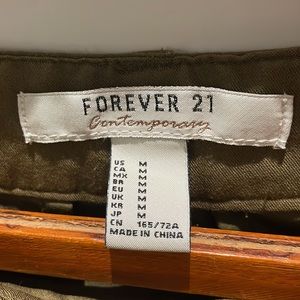 FOREVER 21
Contemporary
US M
CA M
MX M
BR M
EU M
UK M
KR M
JP M
CN 165/72A
MADE IN CHINA